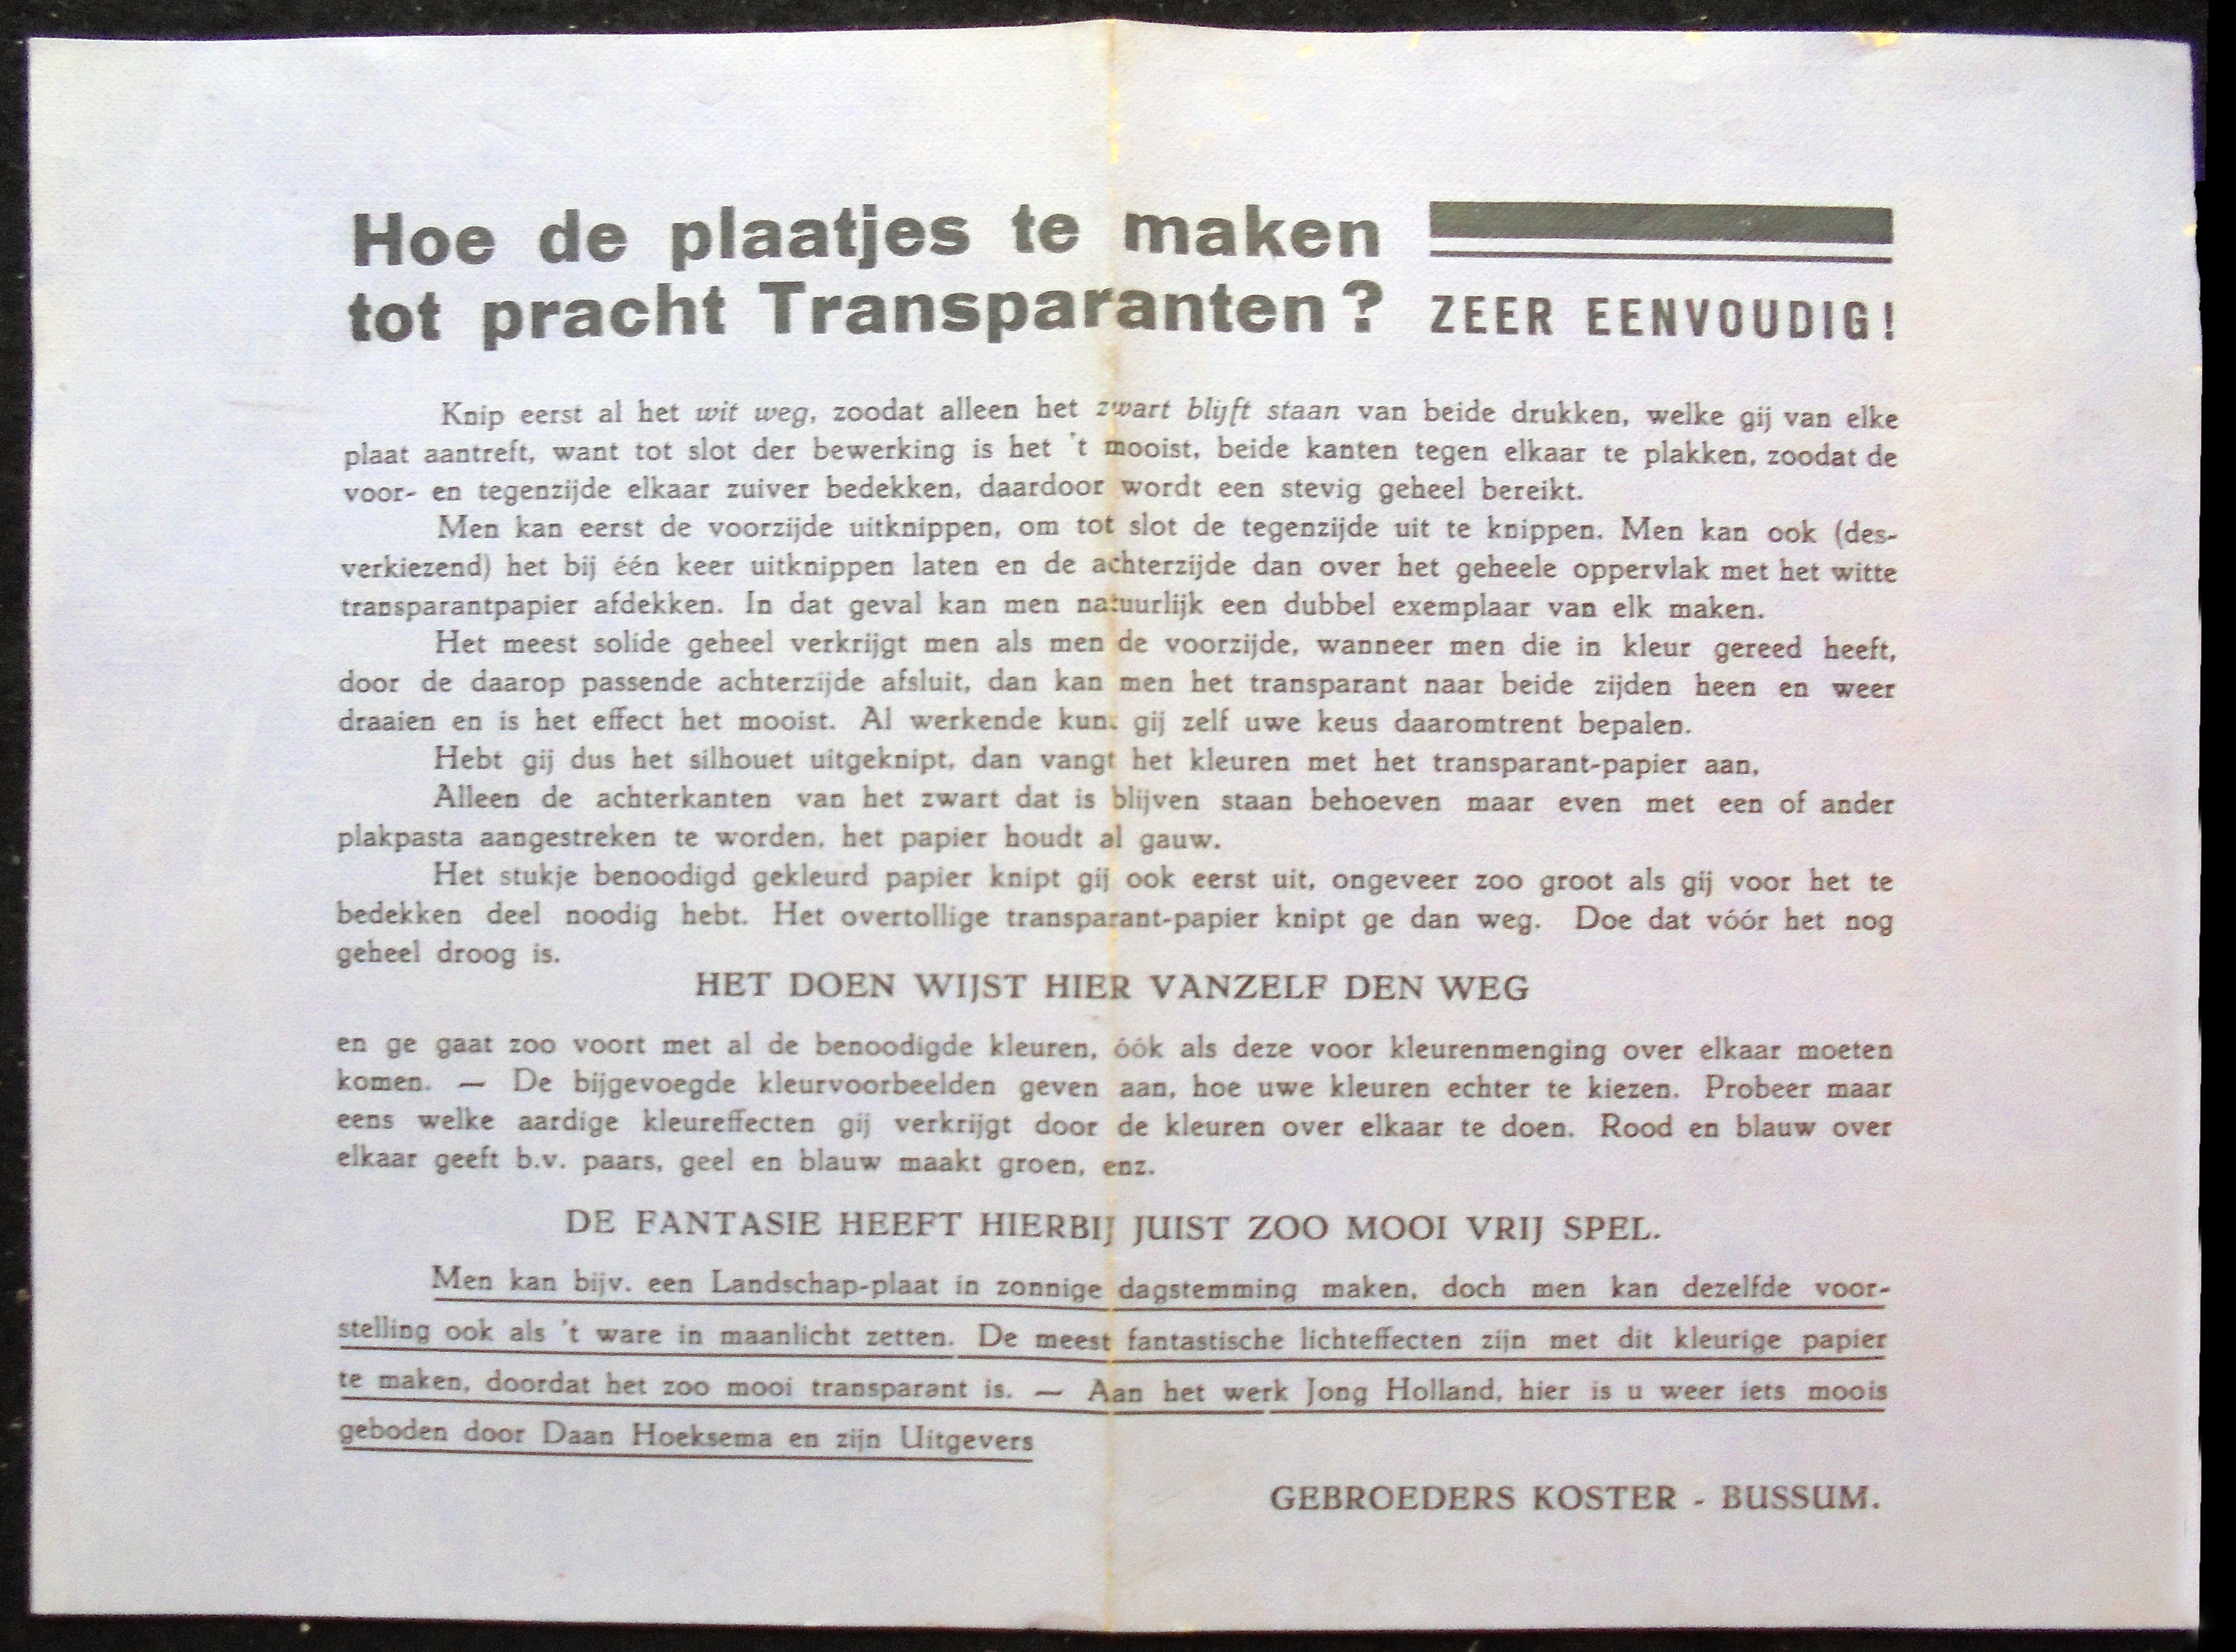 Hoe de plaatjes te maken
tot pracht Transparanten? ZEER EENVOUDIG!
Knip eerst al het wit weg, zoodat alleen het zwart blijft staan van beide drukken, welke gij van elke
plaat aantreft, want tot slot der bewerking is het 't mooist, beide kanten tegen elkaar te plakken, zoodat de
voor- en tegenzijde elkaar zuiver bedekken, daardoor wordt een stevig geheel bereikt.
Men kan eerst de voorzijde uitknippen, om tot slot de tegenzijde uit te knippen. Men kan ook (des-
verkiezend) het bij één keer uitknippen laten en de achterzijde dan over het geheele oppervlak met het witte
transparantpapier afdekken. In dat geval kan men natuurlijk een dubbel exemplaar van elk maken.
Het meest solide geheel verkrijgt men als men de voorzijde, wanneer men die in kleur gereed heeft,
door de daarop passende achterzijde afsluit, dan kan men het transparant naar beide zijden heen en weer
draaien en is het effect het mooist. Al werkende kunt gij zelf uwe keus daaromtrent bepalen.
Hebt gij dus het silhouet uitgeknipt, dan vangt het kleuren met het transparant-papier aan,
Alleen de achterkanten van het zwart dat is blijven staan behoeven maar even met een of ander
plakpasta aangestreken te worden, het papier houdt al gauw.
Het stukje benoodigd gekleurd papier knipt gij ook eerst uit, ongeveer zoo groot als gij voor het te
bedekken deel noodig hebt. Het overtollige transparant-papier knipt ge dan weg. Doe dat vóór het nog
geheel droog is.
HET DOEN WIJST HIER VANZELF DEN WEG
en ge gaat zoo voort met al de benoodigde kleuren, óók als deze voor kleurenmenging over elkaar moeten
komen. — De bijgevoegde kleurvoorbeelden geven aan, hoe uwe kleuren echter te kiezen. Probeer maar
eens welke aardige kleureffecten gij verkrijgt door de kleuren over elkaar te doen. Rood en blauw over
elkaar geeft b.v. paars, geel en blauw maakt groen, enz.
DE FANTASIE HEEFT HIERBIJ JUIST ZOO MOOI VRIJ SPEL.
Men kan bijv. een Landschap-plaat in zonnige dagstemming maken, doch men kan dezelfde voor-
stelling ook als 't ware in maanlicht zetten. De meest fantastische lichteffecten zijn met dit kleurige papier
te maken, doordat het zoo mooi transparant is. — Aan het werk Jong Holland, hier is u weer iets moois
geboden door Daan Hoeksema en zijn Uitgevers
GEBROEDERS KOSTER - BUSSUM.